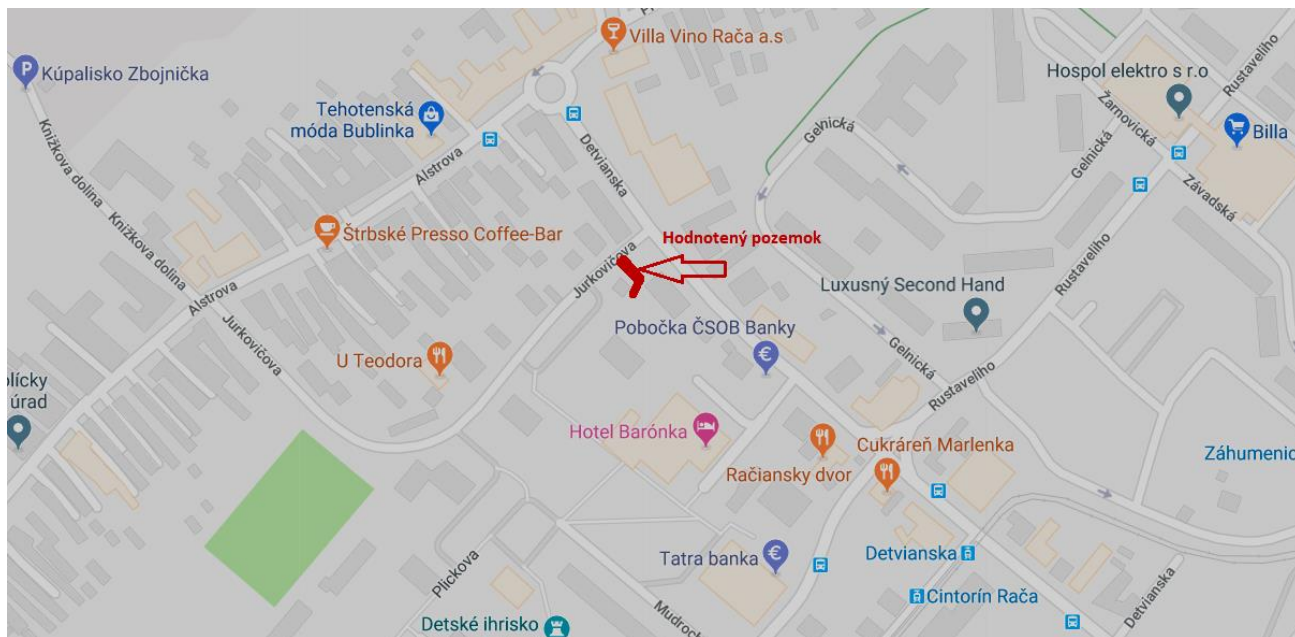 Villa Vino Rača a.s
Kúpalisko Zbojnička
Hospol elektro s r.o
Rustaveliho
Žarnovická
Billa
Tehotenská
móda Bublinka
Gelnická
Gelnická
Detvianska
Alstrova
Knižkova dolina
Knižkova dolina
Závadská
Štrbské Presso Coffee-Bar
Jurkovičova
Hodnotený pozemok
Rustaveliho
Luxusný Second Hand
Alstrova
Jurkovičova
Pobočka ČSOB Banky
U Teodora
Gelnická
Rustaveliho
úrad
Hotel Barónka
Cukráreň Marlenka
Račiansky dvor
Tatra banka
Detvianska
Plickova
Cintorín Rača
Detvianska
Detské ihrisko